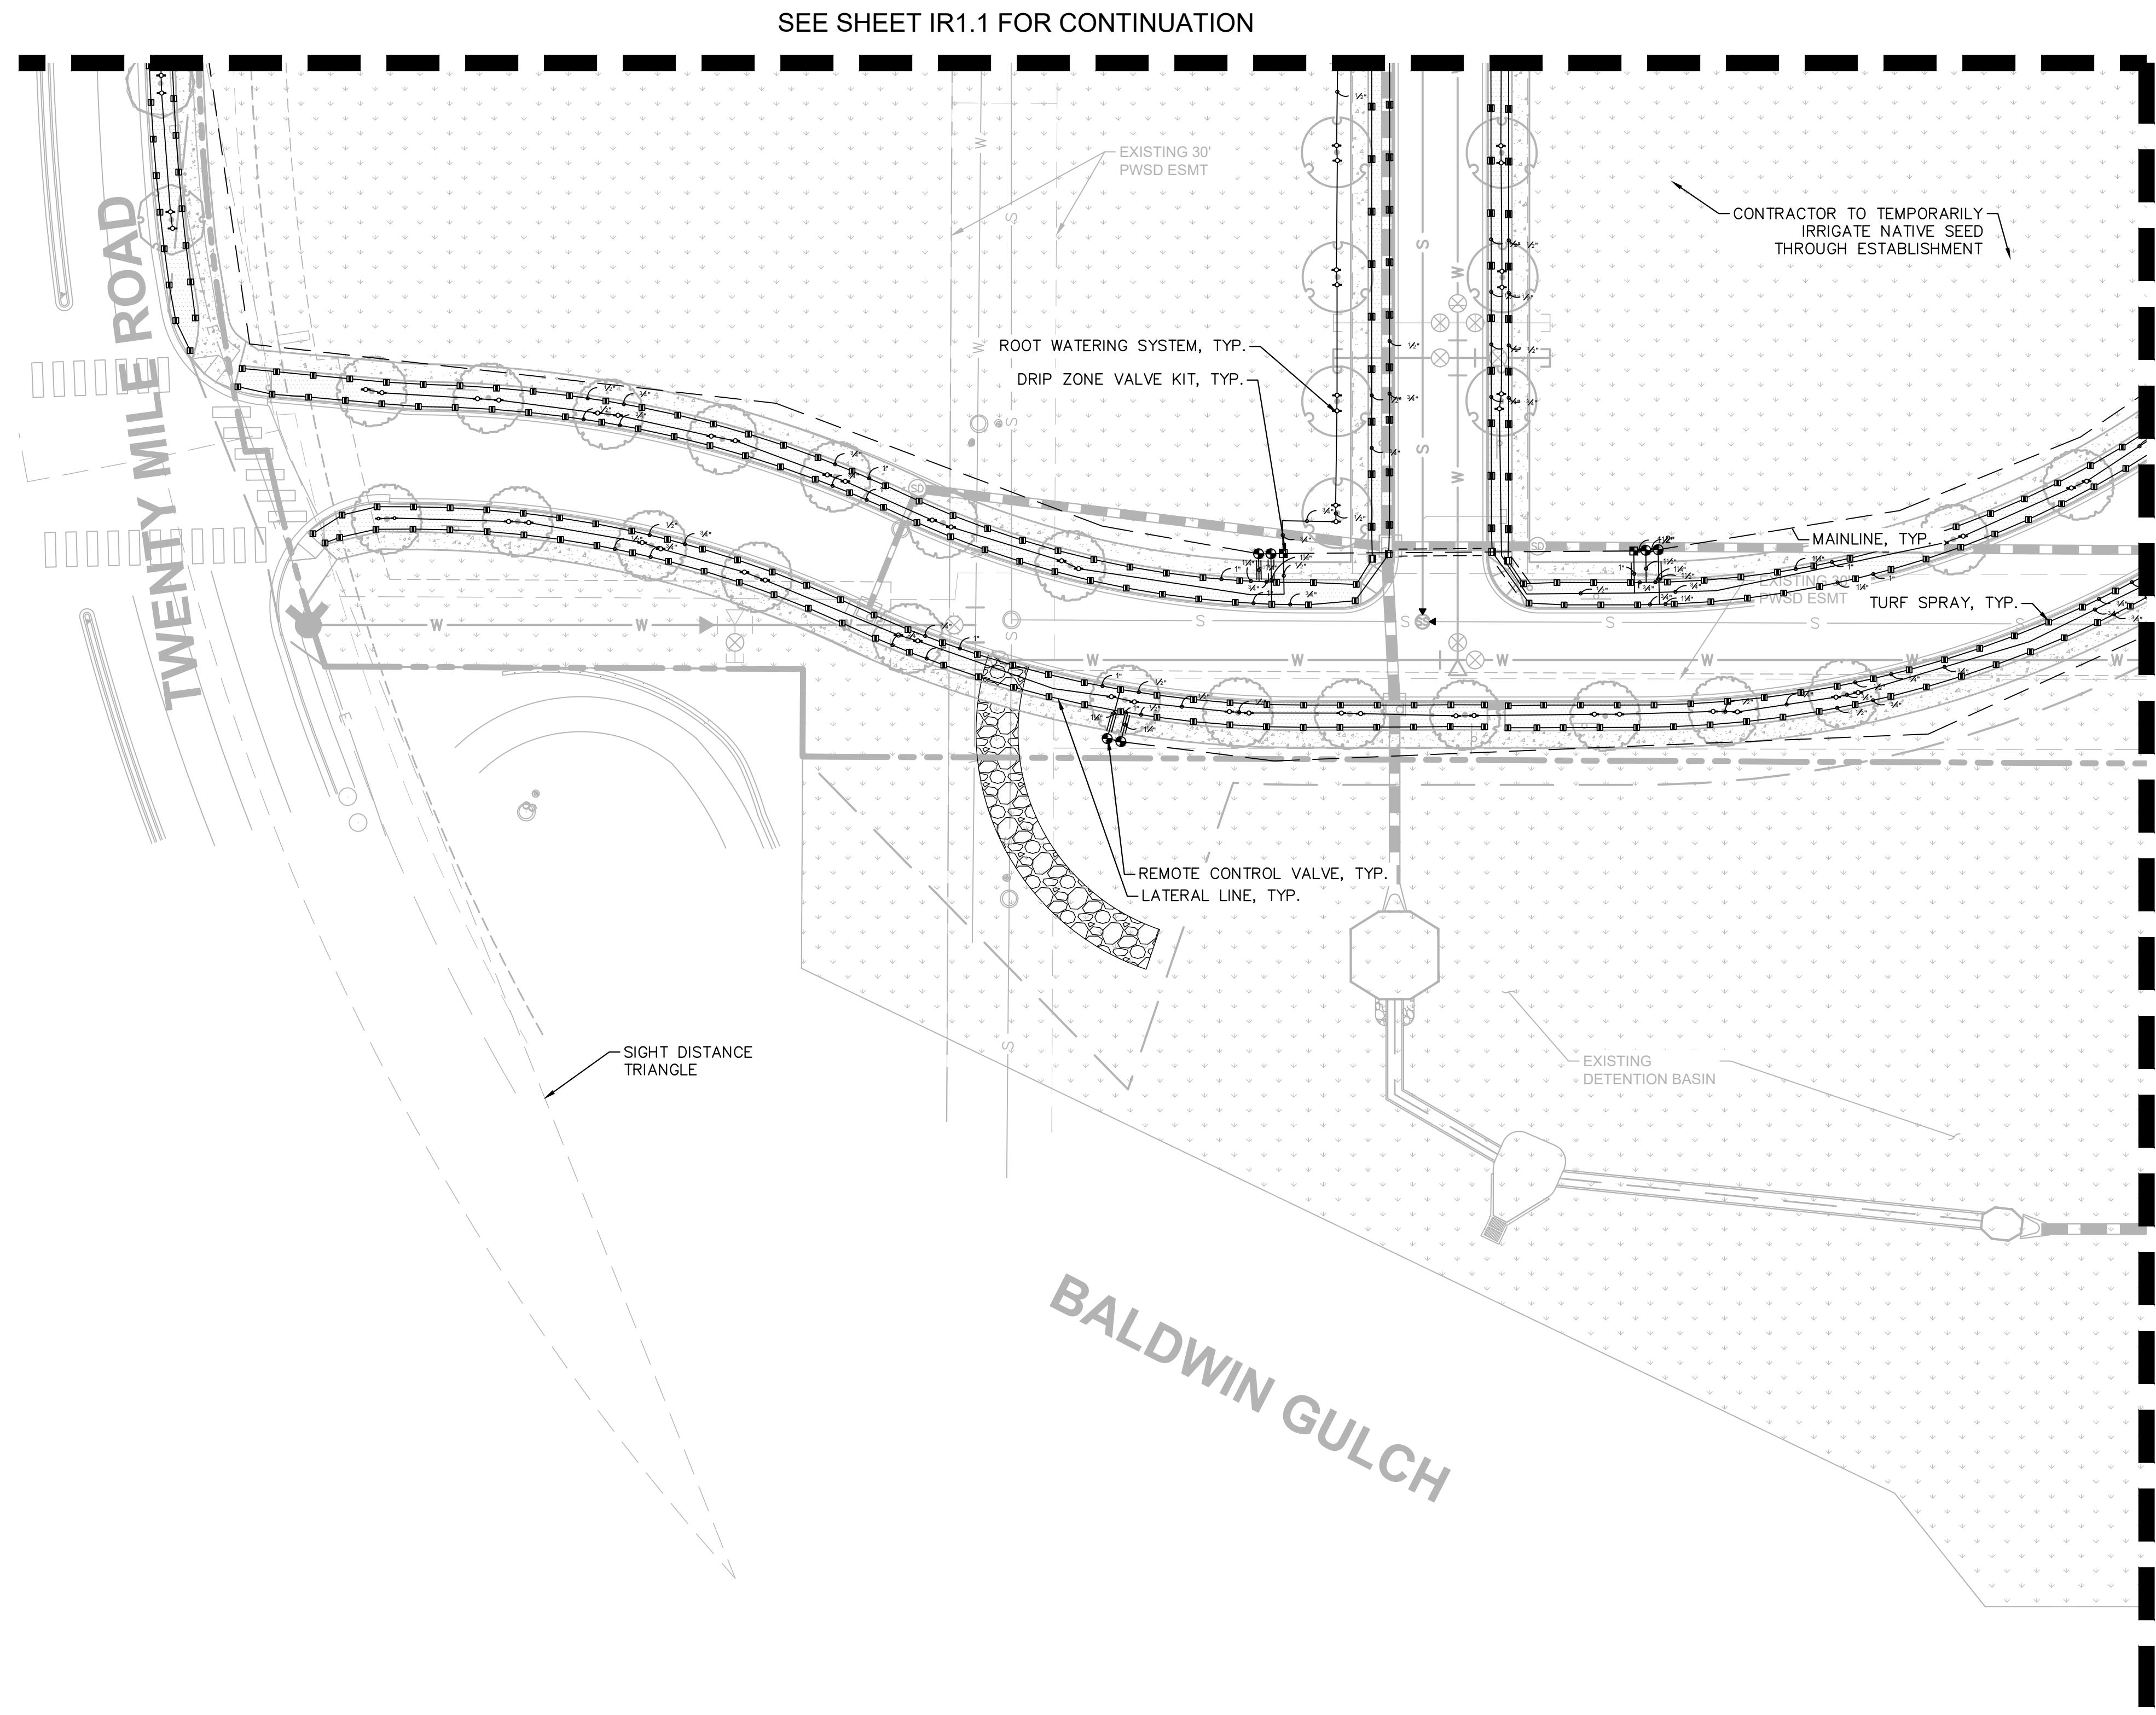 SEE SHEET IR1.1 FOR CONTINUATION
EXISTING 30'
PWSD ESMT
CONTRACTOR TO TEMPORARILY
IRRIGATE NATIVE SEED
THROUGH ESTABLISHMENT
TWENTY MILE ROAD
ROOT WATERING SYSTEM, TYP.
DRIP ZONE VALVE KIT, TYP.
MAINLINE, TYP.
EXISTING 30'
PWSD ESMT
TURF SPRAY, TYP.
REMOTE CONTROL VALVE, TYP.
LATERAL LINE, TYP.
SIGHT DISTANCE
TRIANGLE
EXISTING
DETENTION BASIN
BALDWIN GULCH